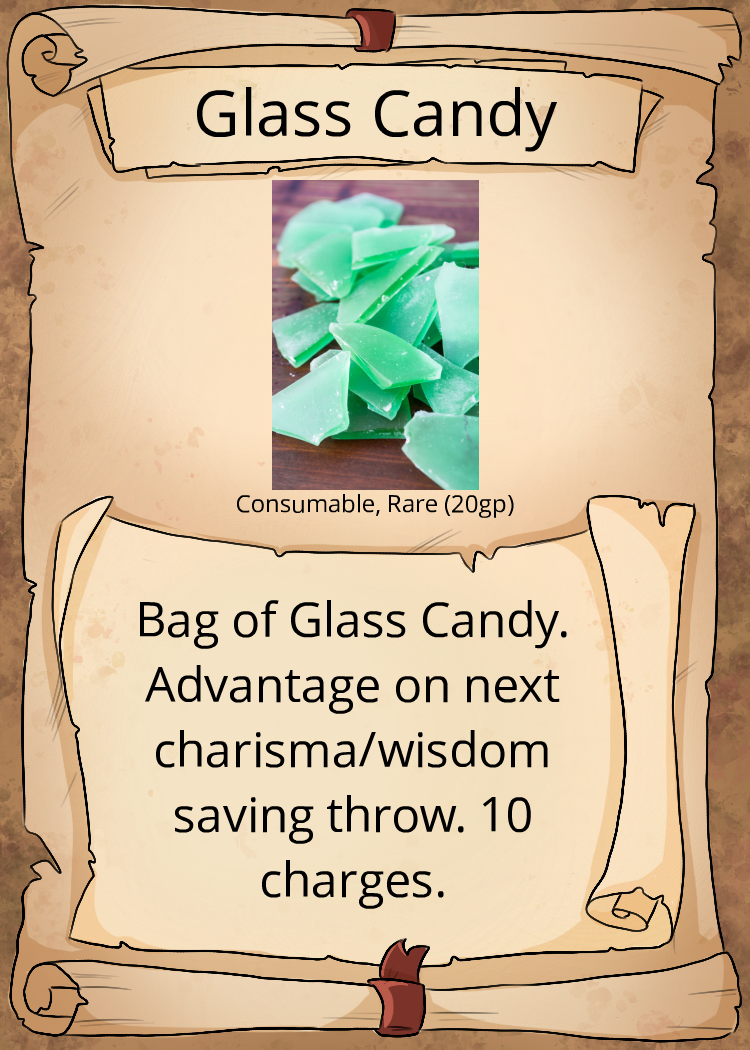 Glass Candy
Consumable, Rare (20gp)
Bag of Glass Candy.
Advantage on next
charisma/wisdom
saving throw. 10
charges.